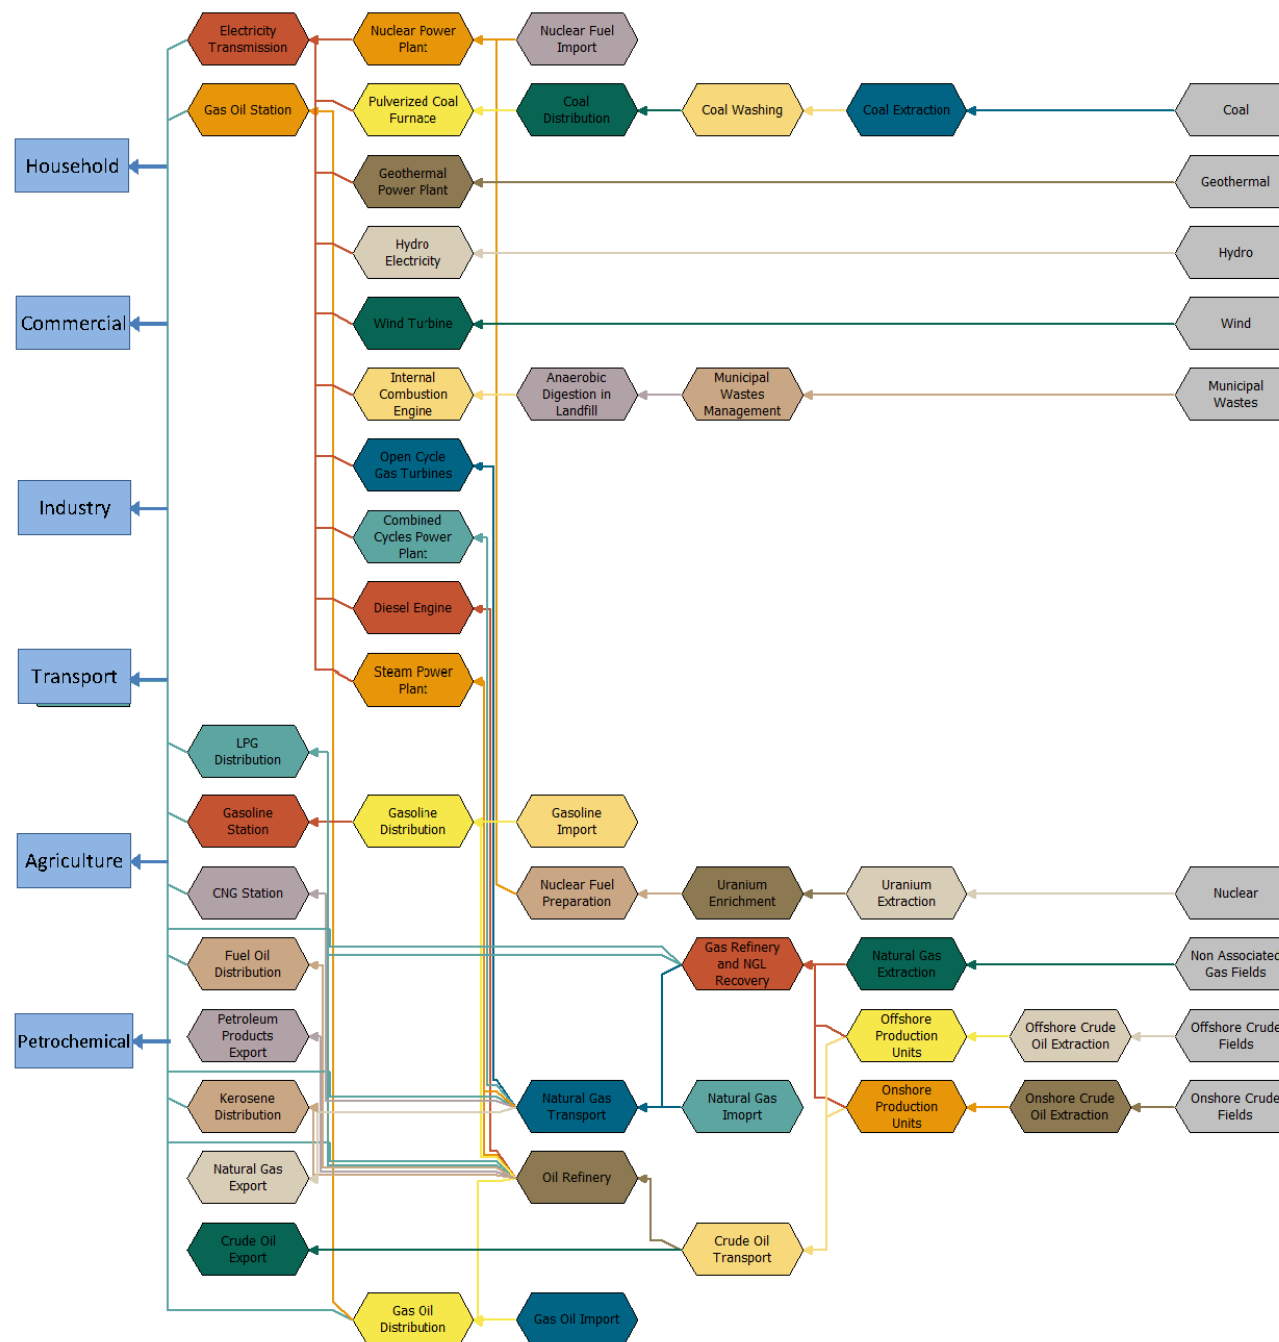 Electricity
Transmission
Nuclear Power
Plant
Nuclear Fuel
Import
Gas Oil Station
Pulverized Coal
Furnace
Coal
Distribution
Coal Washing
Coal Extraction
Coal
Household
Geothermal
Power Plant
Geothermal
Hydro
Electricity
Hydro
Commercial
Wind Turbine
Wind
Internal
Combustion
Engine
Anaerobic
Digestion in
Landfill
Municipal
Wastes
Management
Municipal
Wastes
Open Cycle
Gas Turbines
Industry
Combined
Cycles Power
Plant
Diesel Engine
Transport
Steam Power
Plant
LPG
Distribution
Gasoline
Station
Gasoline
Distribution
Gasoline
Import
Agriculture
CNG Station
Nuclear Fuel
Preparation
Uranium
Enrichment
Uranium
Extraction
Nuclear
Fuel Oil
Distribution
Gas Refinery
and NGL
Recovery
Natural Gas
Extraction
Non Associated
Gas Fields
Petrochemical
Petroleum
Products
Export
Offshore
Production
Units
Offshore Crude
Oil Extraction
Offshore Crude
Fields
Kerosene
Distribution
Natural Gas
Transport
Natural Gas
Imoprt
Onshore
Production
Units
Onshore Crude
Oil Extraction
Onshore Crude
Fields
Natural Gas
Export
Oil Refinery
Crude Oil
Export
Crude Oil
Transport
Gas Oil
Distribution
Gas Oil Import